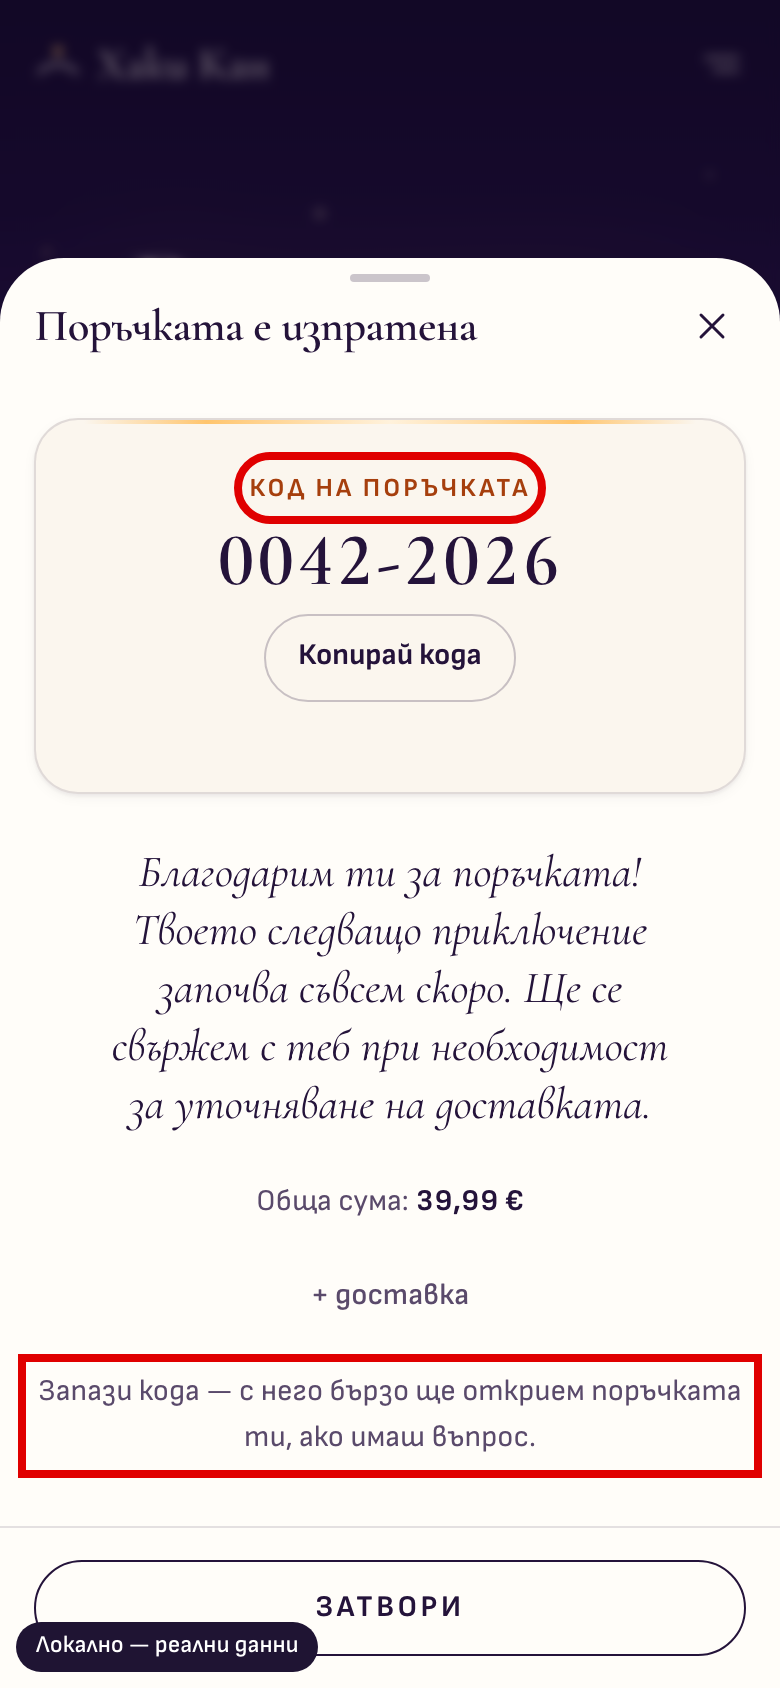 Хаки Кан
Поръчката е изпратена
КОД НА ПОРЪЧКАТА
0042-2026
Копирай кода
Благодарим ти за поръчката!
Твоето следващо приключение
започва съвсем скоро. Ще се
свържем с теб при необходимост
за уточняване на доставката.
Обща сума: 39,99 €
+ доставка
Запази кода — с него бързо ще открием поръчката
ти, ако имаш въпрос.
ЗАТВОРИ
Локално — реални данни